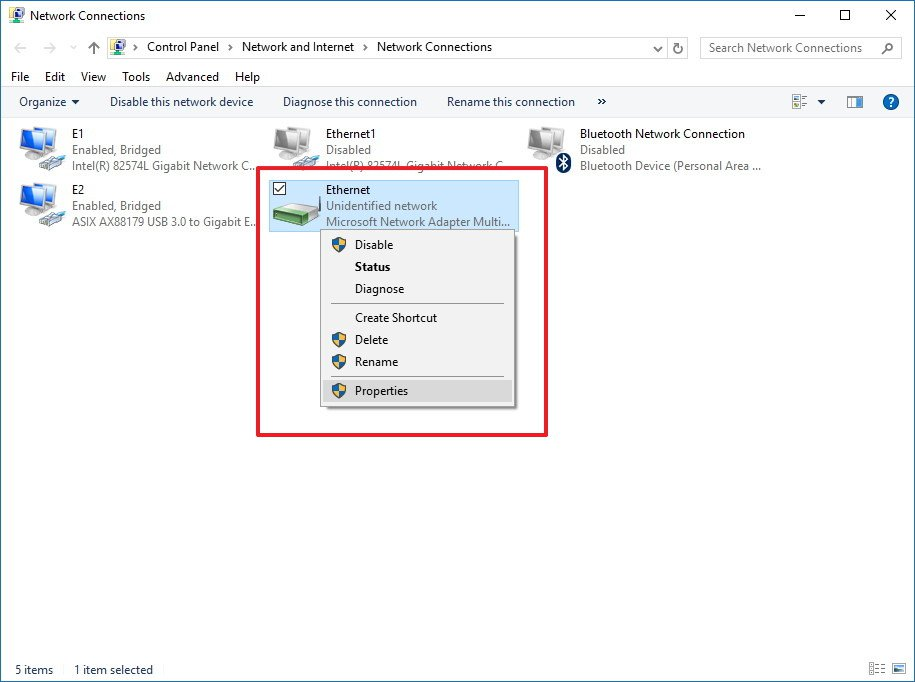 Network Connections
Control Panel > Network and Internet > Network Connections
Search Network Connections
File Edit View Tools Advanced Help
Organize Disable this network device Diagnose this connection Rename this connection »
E1
Enabled, Bridged
Intel(R) 82574L Gigabit Network C...
Ethernet1
Disabled
Intel(R) 82574L Gigabit Network C...
Bluetooth Network Connection
Disabled
Bluetooth Device (Personal Area ...
E2
Enabled, Bridged
ASIX AX88179 USB 3.0 to Gigabit E...
Ethernet
Unidentified network
Microsoft Network Adapter Multi...
Disable
Status
Diagnose
Create Shortcut
Delete
Rename
Properties
5 items 1 item selected